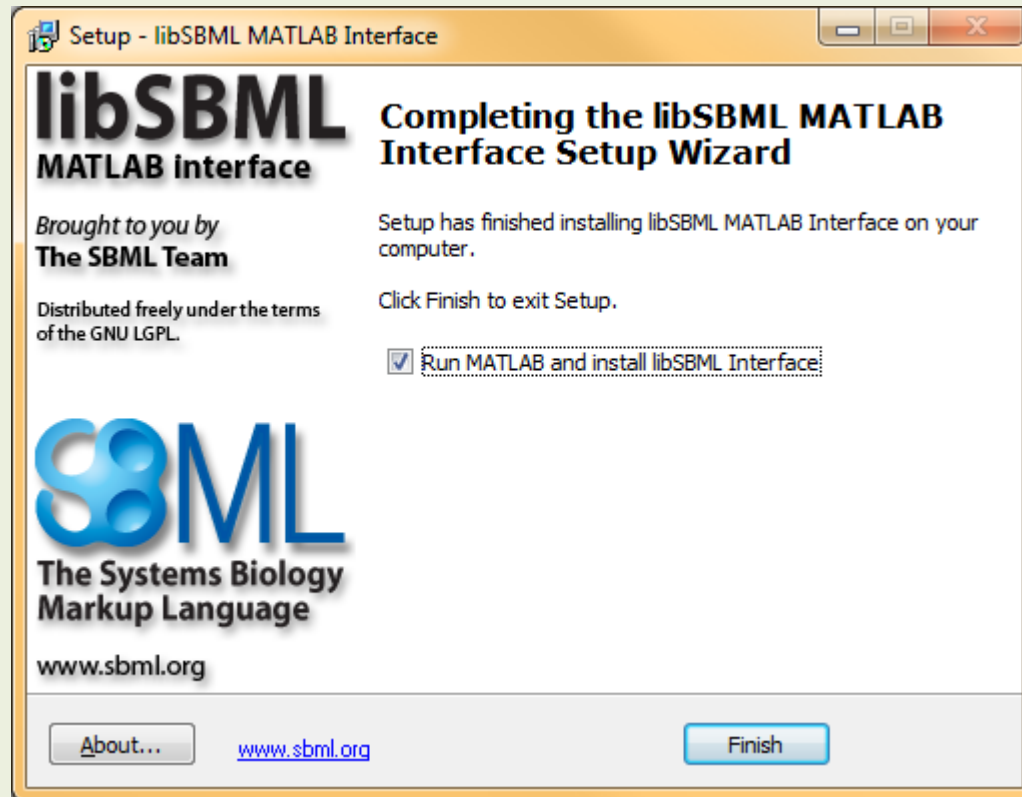 Setup - libSBML MATLAB Interface
libSBML
MATLAB interface
Brought to you by
The SBML Team
Distributed freely under the terms
of the GNU LGPL.
SBML
The Systems Biology
Markup Language
www.sbml.org
Completing the libSBML MATLAB
Interface Setup Wizard
Setup has finished installing libSBML MATLAB Interface on your
computer.
Click Finish to exit Setup.
Run MATLAB and install libSBML Interface
About...
www.sbml.org
Finish